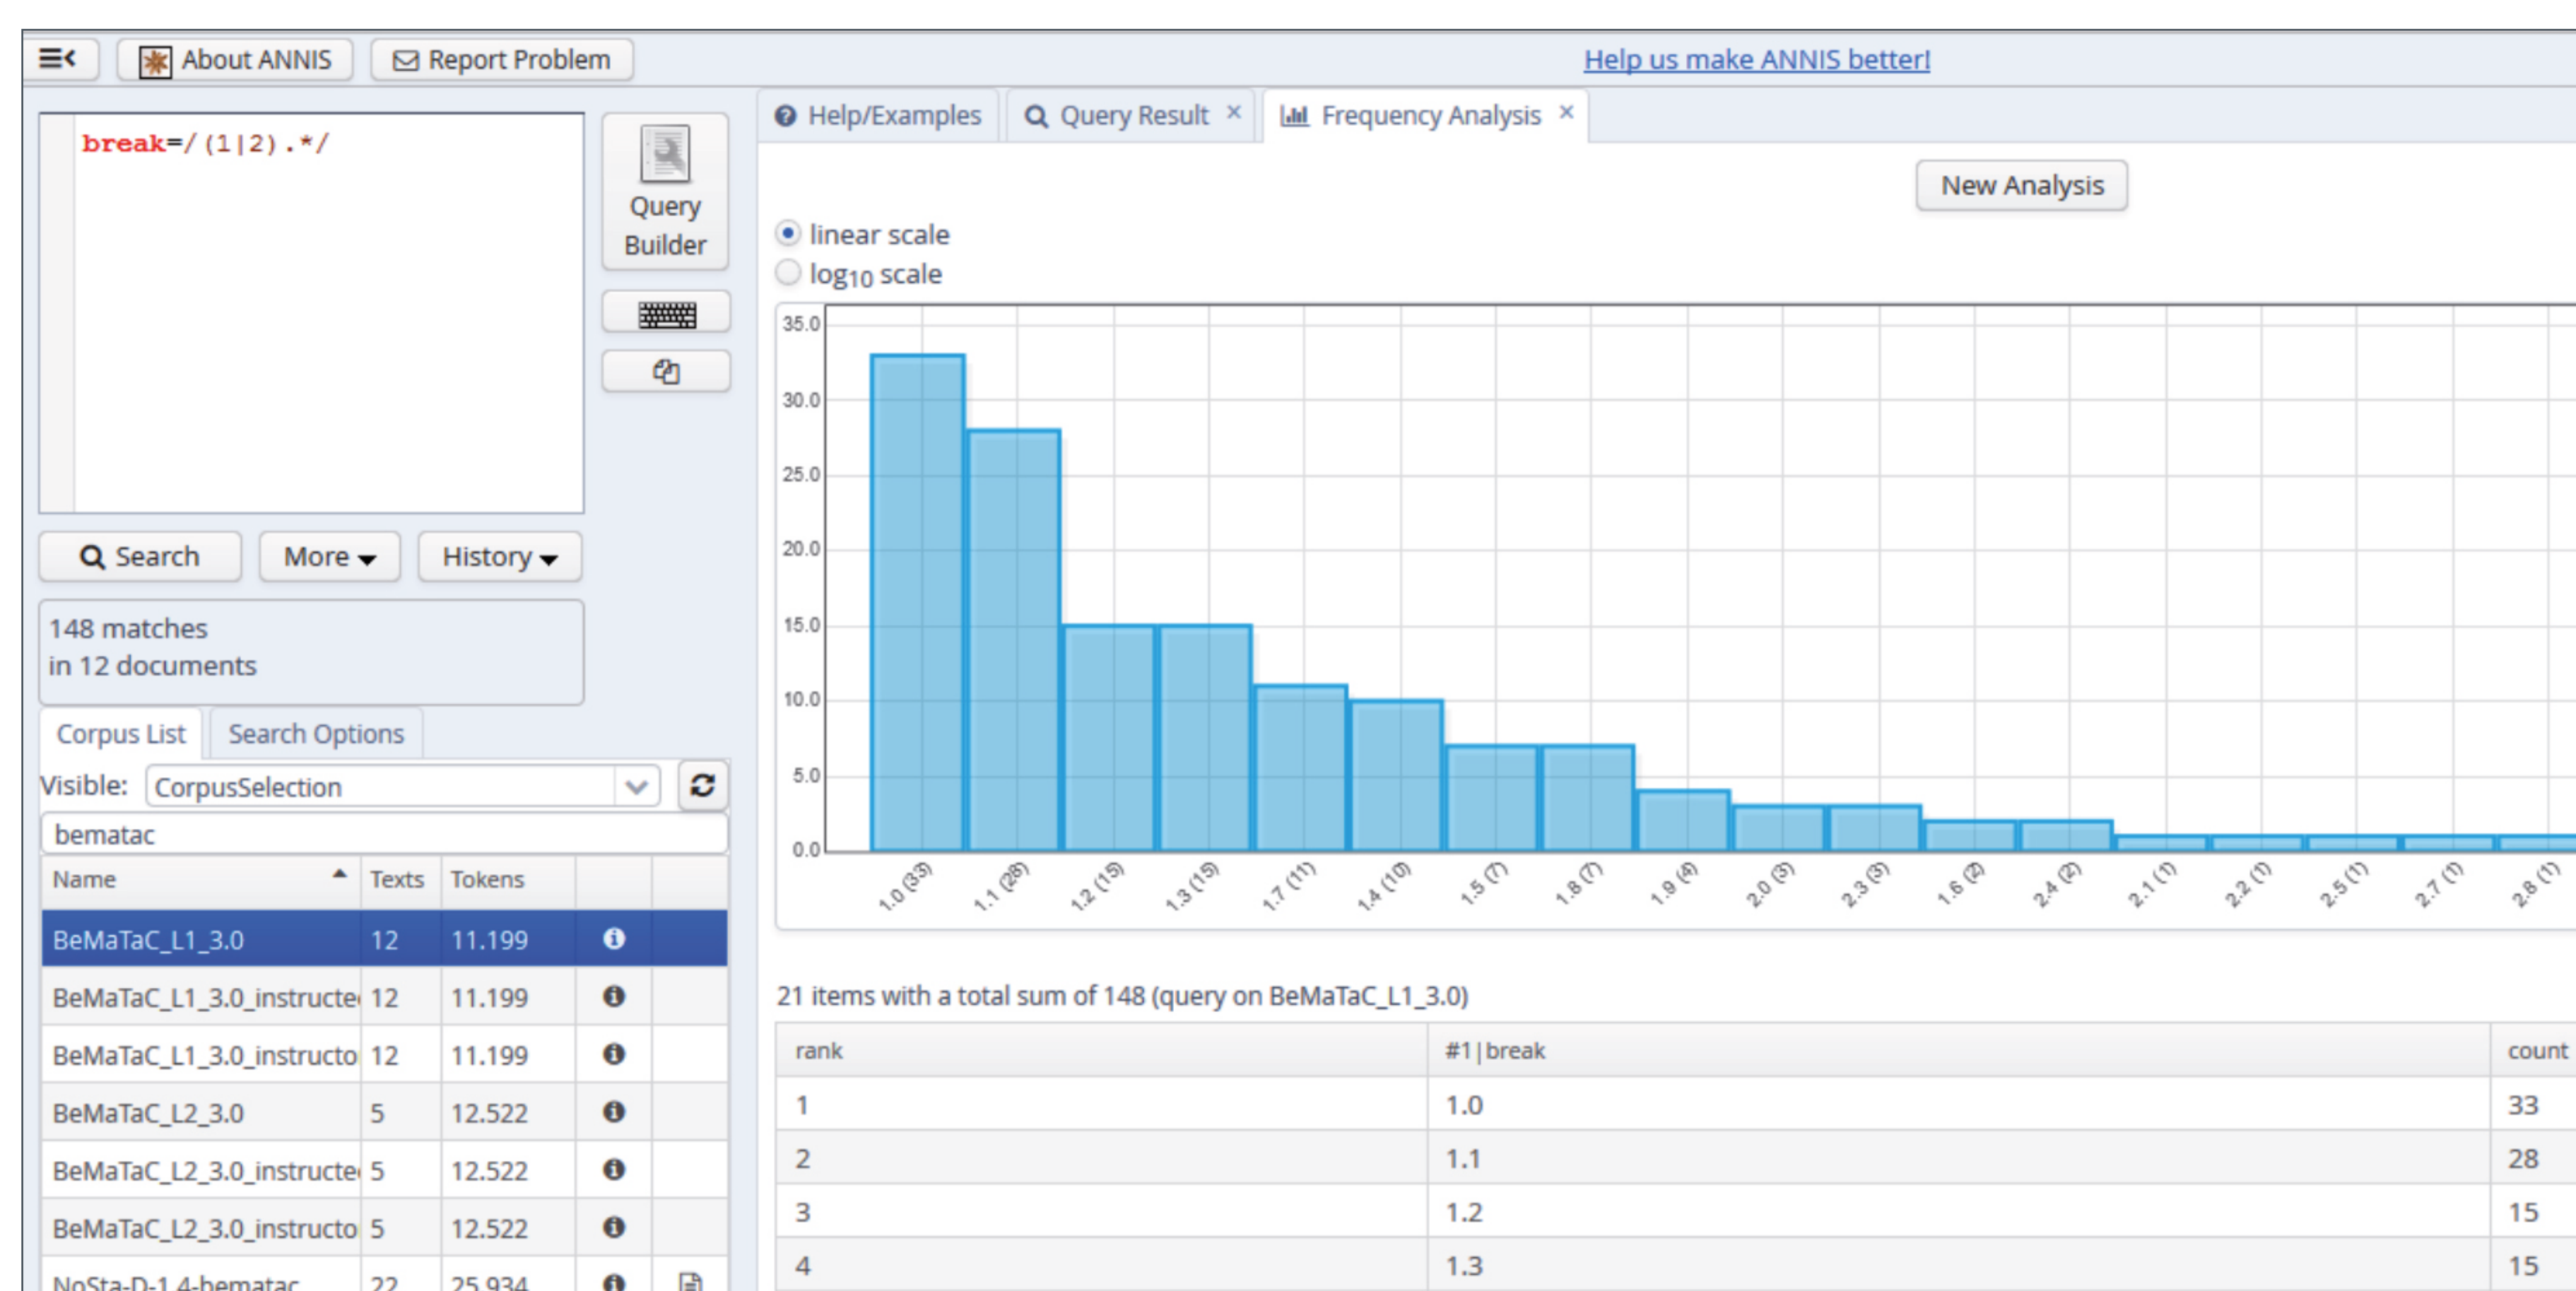 About ANNIS
Report Problem
Help us make ANNIS better!
break=/(1|2).*/
Query
Builder
Search
More
History
148 matches
in 12 documents
Corpus List
Search Options
Visible:
CorpusSelection
bematac
Name Texts Tokens
BeMaTaC_L1_3.0 12 11.199
BeMaTaC_L1_3.0_instructe 12 11.199
BeMaTaC_L1_3.0_instructo 12 11.199
BeMaTaC_L2_3.0 5 12.522
BeMaTaC_L2_3.0_instructe 5 12.522
BeMaTaC_L2_3.0_instructo 5 12.522
NoSta-D-1.4-bematac 22 25.934
Help/Examples
Query Result
Frequency Analysis
New Analysis
linear scale
log10 scale
35.0
30.0
25.0
20.0
15.0
10.0
5.0
0.0
1.0 (33)
1.1 (28)
1.2 (15)
1.3 (15)
1.7 (11)
1.4 (10)
1.5 (7)
1.8 (7)
1.9 (4)
2.0 (3)
2.3 (3)
1.6 (2)
2.4 (2)
2.1 (1)
2.2 (1)
2.5 (1)
2.7 (1)
2.8 (1)
21 items with a total sum of 148 (query on BeMaTaC_L1_3.0)
rank #1|break count
1 1.0 33
2 1.1 28
3 1.2 15
4 1.3 15